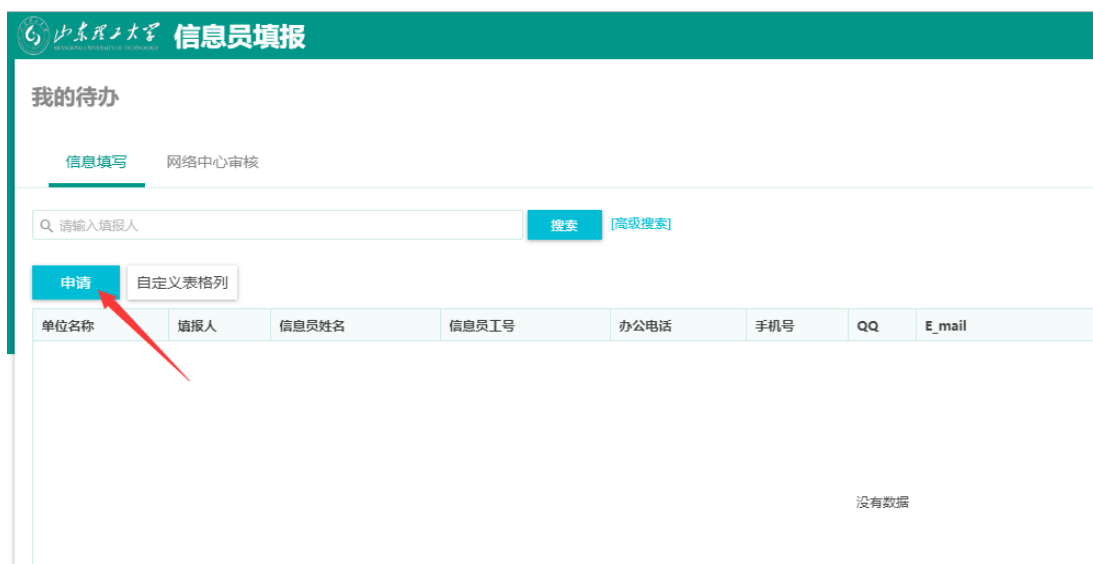 山东理工大学 信息员填报
SHANDONG UNIVERSITY OF TECHNOLOGY
我的待办
信息填写 网络中心审核
请输入填报人 搜索 [高级搜索]
申请 自定义表格列
单位名称 填报人 信息员姓名 信息员工号 办公电话 手机号 QQ E_mail
没有数据